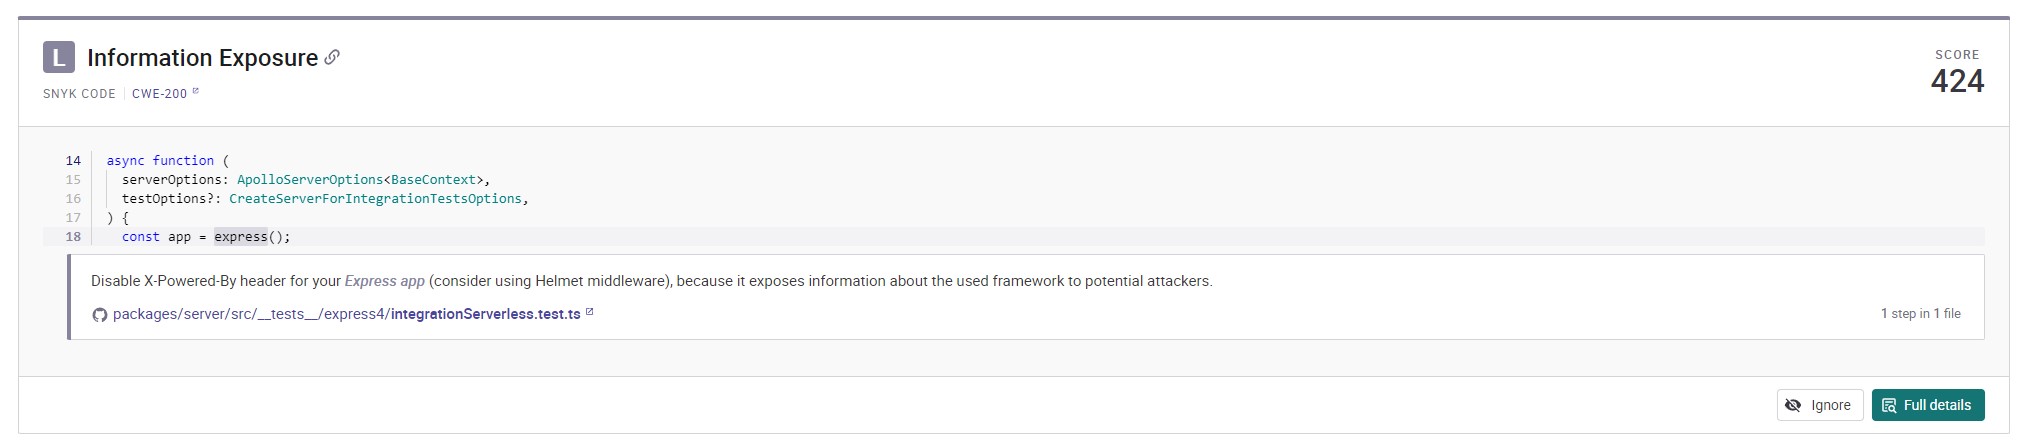 L Information Exposure
SCORE
424
SNYK CODE CWE-200
14 async function (
15 serverOptions: ApolloServerOptions<BaseContext>,
16 testOptions?: CreateServerForIntegrationTestsOptions,
17 ) {
18 const app = express();
Disable X-Powered-By header for your Express app (consider using Helmet middleware), because it exposes information about the used framework to potential attackers.
packages/server/src/__tests__/express4/integrationServerless.test.ts 1 step in 1 file
Ignore Full details